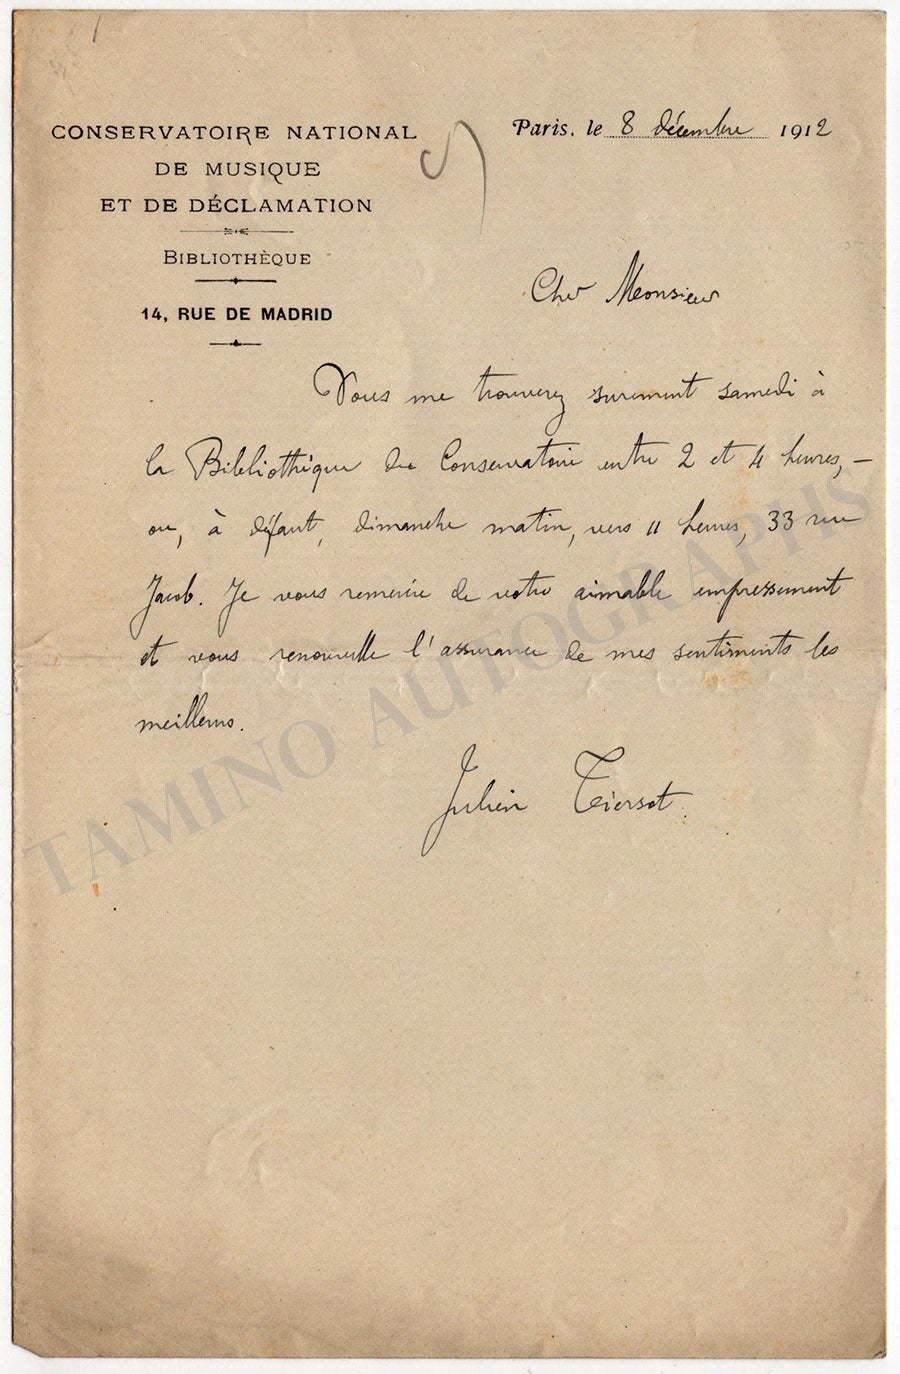 CONSERVATOIRE NATIONAL
DE MUSIQUE
ET DE DÉCLAMATION
BIBLIOTHÈQUE
14, RUE DE MADRID
Paris, le 8 décembre 1912
Cher Monsieur
Vous me trouverez surement samedi à
la Bibliothèque du Conservatoire entre 2 et 4 heures, —
ou, à défaut, dimanche matin, vers 11 heures, 33 rue
Jacob. Je vous remercie de votre aimable empressement
et vous renouvelle l'assurance de mes sentiments les
meilleurs.
Julien Tiersot.
TAMINO AUTOGRAPHS